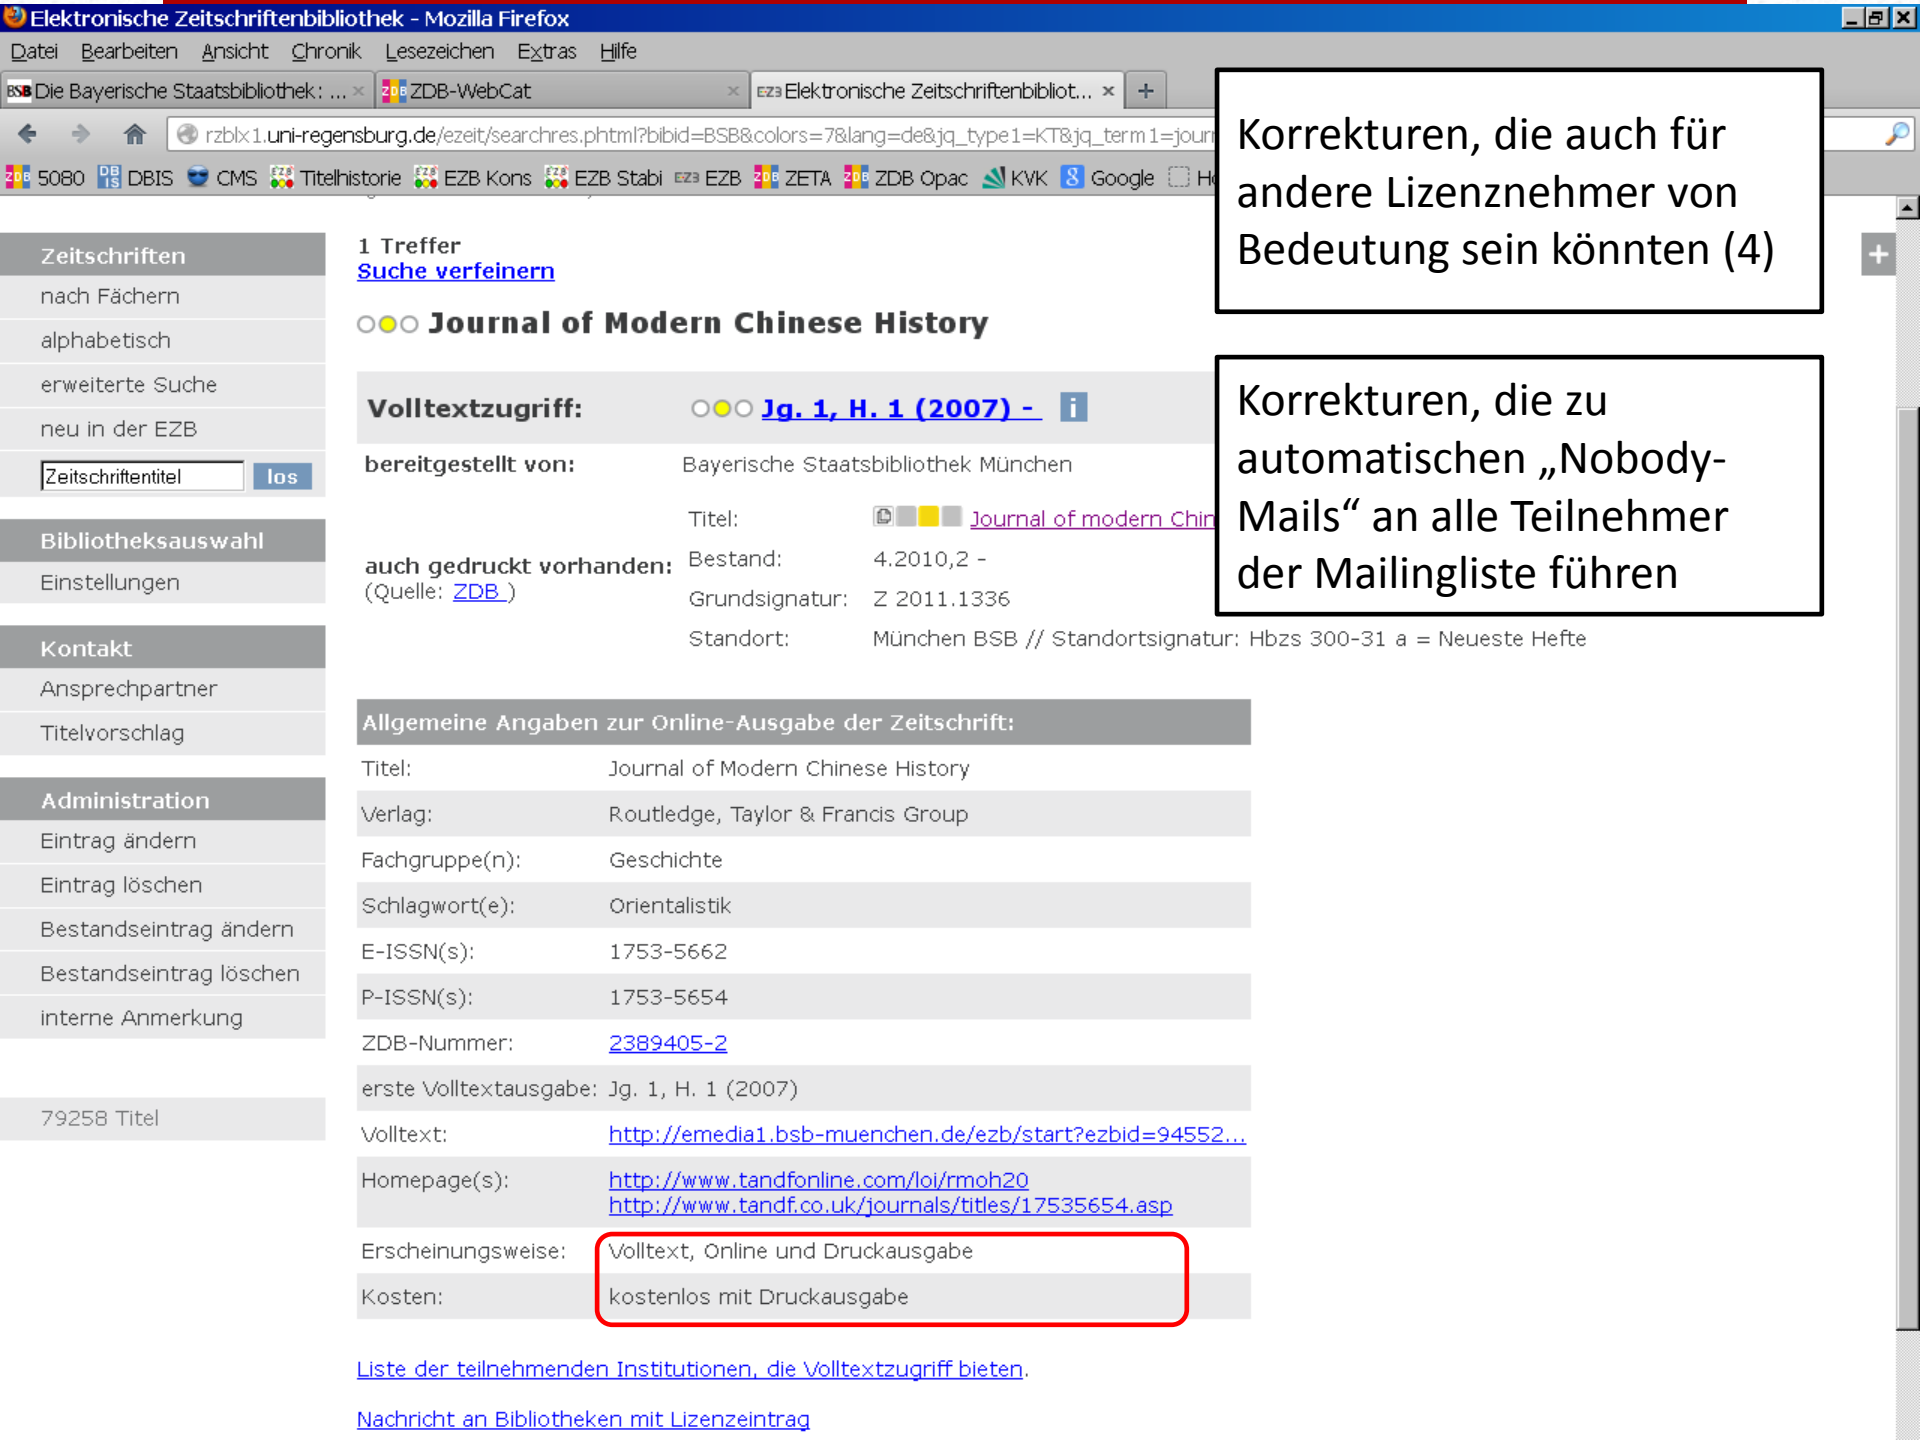 Elektronische Zeitschriftenbibliothek - Mozilla Firefox
Datei Bearbeiten Ansicht Chronik Lesezeichen Extras Hilfe
BSB Die Bayerische Staatsbibliothek: ... × ZDB ZDB-WebCat × EZB Elektronische Zeitschriftenbibliot... × +
rzblx1.uni-regensburg.de/ezeit/searchres.phtml?bibid=BSB&colors=7&lang=de&jq_type1=KT&jq_term1=jour
ZDB 5080 DBIS DBIS CMS EZB Titelhistorie EZB EZB Kons EZB EZB Stabi EZB EZB ZDB ZETA ZDB ZDB Opac KVK 8 Google
Korrekturen, die auch für
andere Lizenznehmer von
Bedeutung sein könnten (4)
Korrekturen, die zu
automatischen „Nobody-
Mails“ an alle Teilnehmer
der Mailingliste führen
Zeitschriften
nach Fächern
alphabetisch
erweiterte Suche
neu in der EZB
Zeitschriftentitel los
Bibliotheksauswahl
Einstellungen
Kontakt
Ansprechpartner
Titelvorschlag
Administration
Eintrag ändern
Eintrag löschen
Bestandseintrag ändern
Bestandseintrag löschen
interne Anmerkung
79258 Titel
1 Treffer
Suche verfeinern
+
Journal of Modern Chinese History
Volltextzugriff: Jg. 1, H. 1 (2007) - i
bereitgestellt von: Bayerische Staatsbibliothek München
auch gedruckt vorhanden:
(Quelle: ZDB )
Titel: Journal of modern Chin
Bestand: 4.2010,2 -
Grundsignatur: Z 2011.1336
Standort: München BSB // Standortsignatur: Hbzs 300-31 a = Neueste Hefte
Allgemeine Angaben zur Online-Ausgabe der Zeitschrift:
Titel: Journal of Modern Chinese History
Verlag: Routledge, Taylor & Francis Group
Fachgruppe(n): Geschichte
Schlagwort(e): Orientalistik
E-ISSN(s): 1753-5662
P-ISSN(s): 1753-5654
ZDB-Nummer: 2389405-2
erste Volltextausgabe: Jg. 1, H. 1 (2007)
Volltext: http://emedia1.bsb-muenchen.de/ezb/start?ezbid=94552...
Homepage(s): http://www.tandfonline.com/loi/rmoh20
http://www.tandf.co.uk/journals/titles/17535654.asp
Erscheinungsweise: Volltext, Online und Druckausgabe
Kosten: kostenlos mit Druckausgabe
Liste der teilnehmenden Institutionen, die Volltextzugriff bieten.
Nachricht an Bibliotheken mit Lizenzeintrag